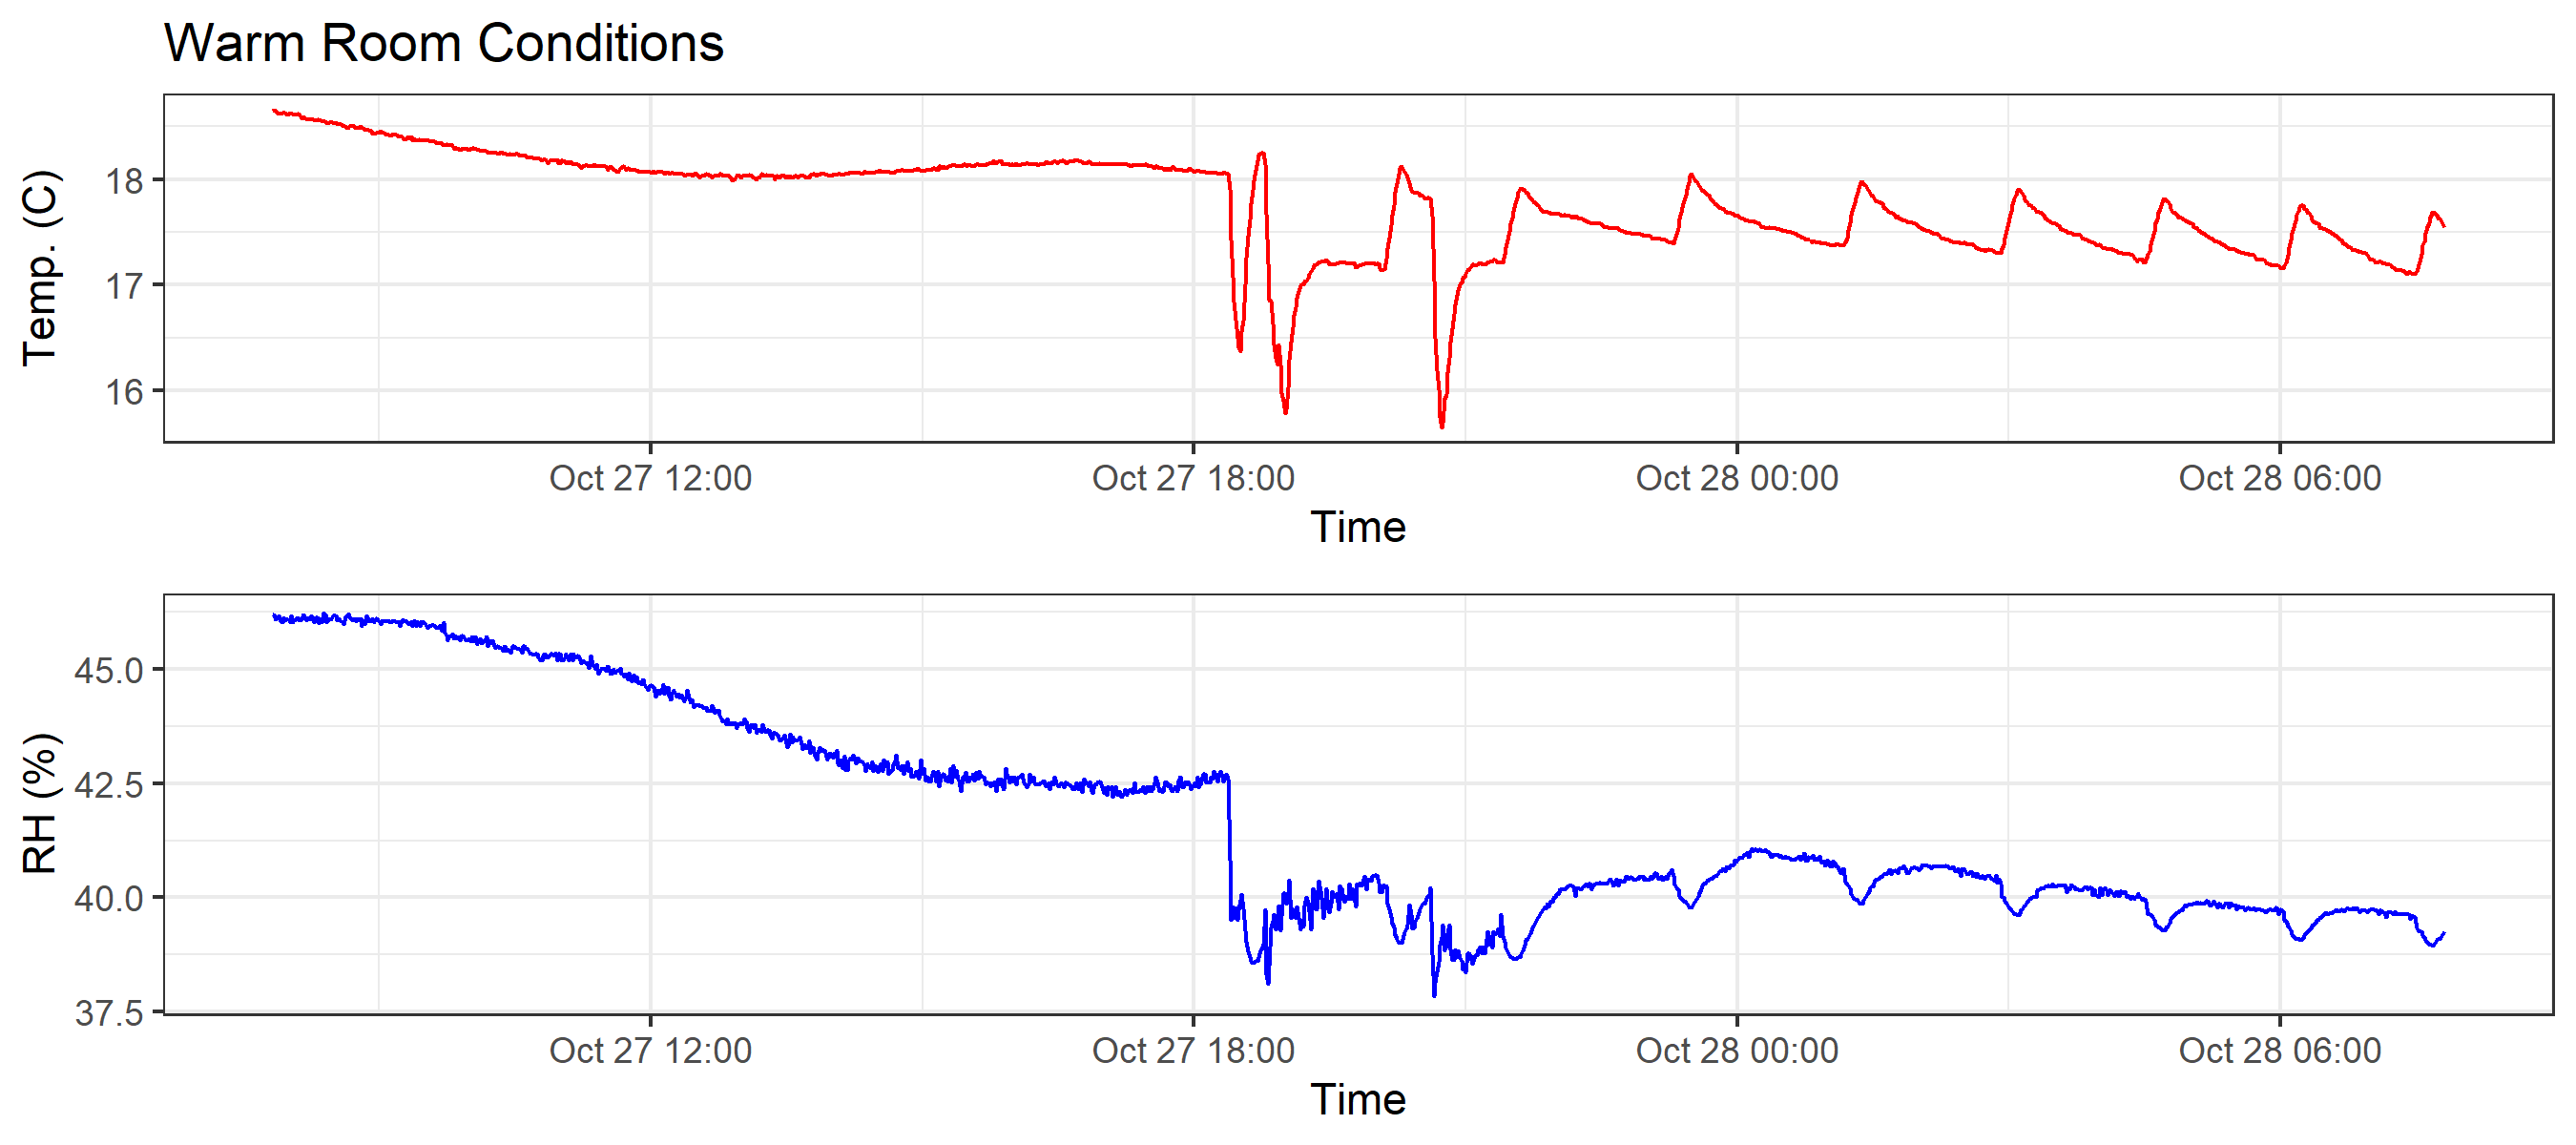 Warm Room Conditions
Temp. (C)
18
17
16
Oct 27 12:00
Oct 27 18:00
Oct 28 00:00
Oct 28 06:00
Time
RH (%)
45.0
42.5
40.0
37.5
Oct 27 12:00
Oct 27 18:00
Oct 28 00:00
Oct 28 06:00
Time